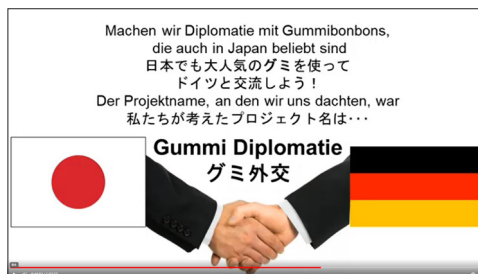 Machen wir Diplomatie mit Gummibonbons,
die auch in Japan beliebt sind
日本でも大人気のグミを使って
ドイツと交流しよう！
Der Projektname, an den wir uns dachten, war
私たちが考えたプロジェクト名は･･･
Gummi Diplomatie
グミ外交